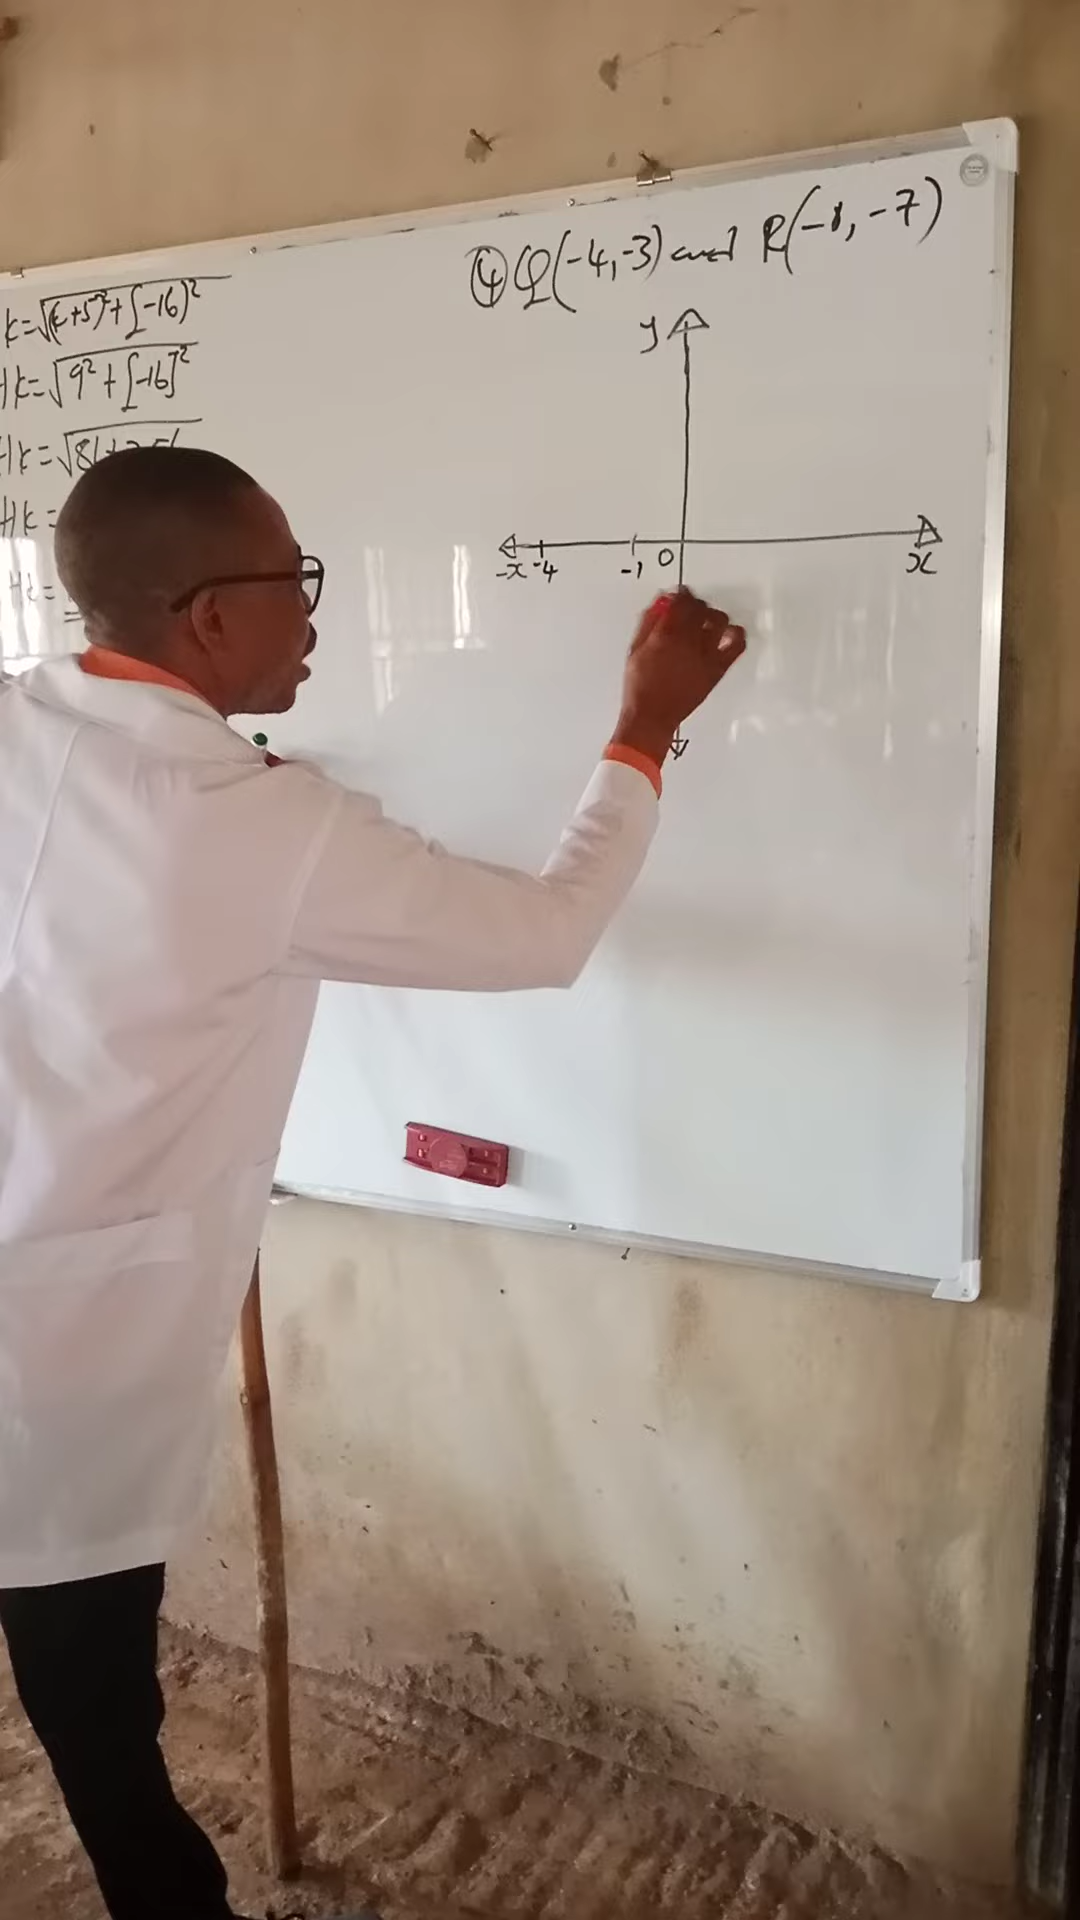 K=√(k+5)²+[-16]²
HK=√9²+[-16]²
HK=√81+256
HK=
HK=
④ Q(-4,-3) and R(-1,-7)
y
-x -4 -1 0 x